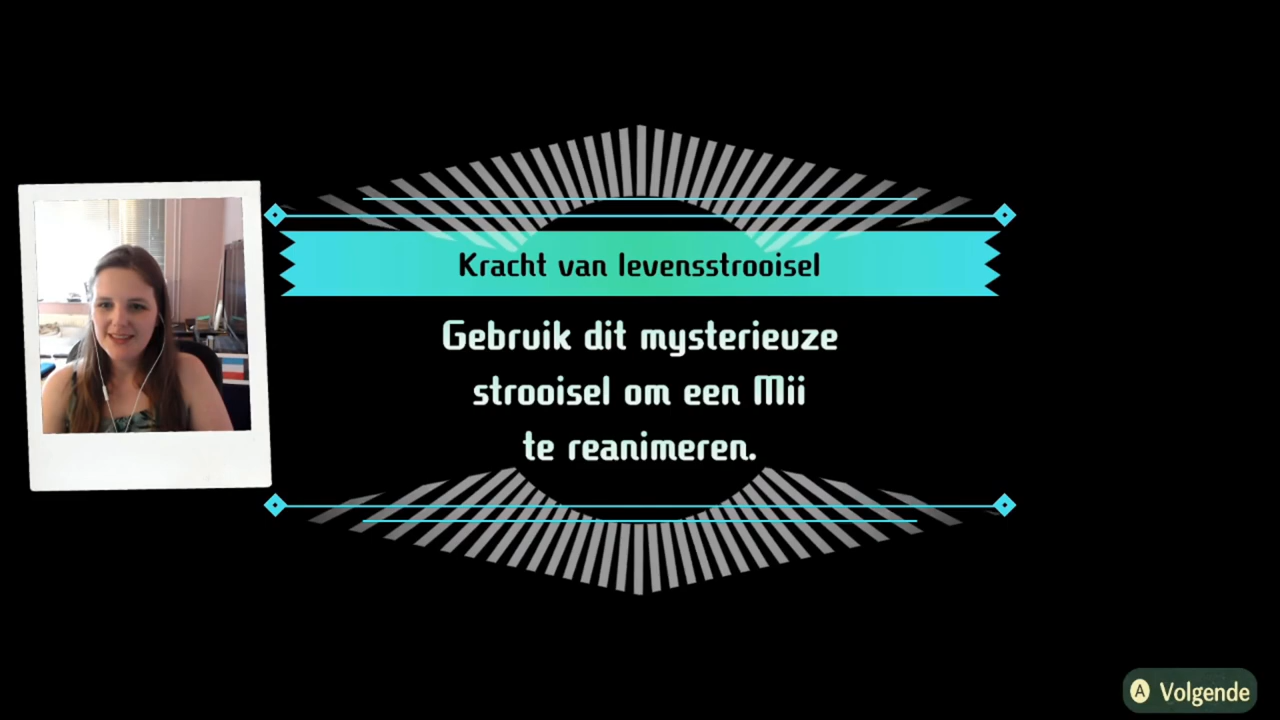 Kracht van levensstrooisel
Gebruik dit mysterieuze
strooisel om een Mii
te reanimeren.
A Volgende